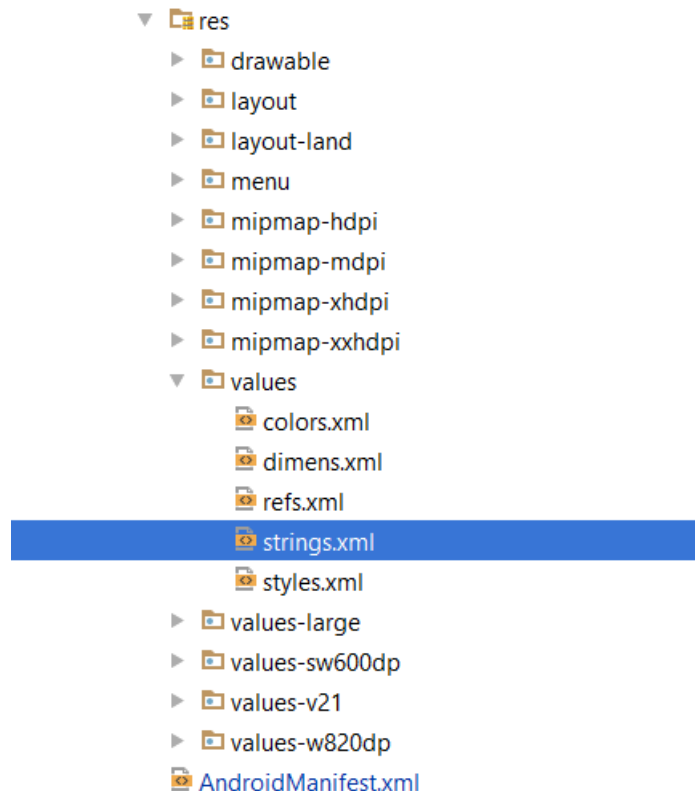 res
drawable
layout
layout-land
menu
mipmap-hdpi
mipmap-mdpi
mipmap-xhdpi
mipmap-xxhdpi
values
colors.xml
dimens.xml
refs.xml
strings.xml
styles.xml
values-large
values-sw600dp
values-v21
values-w820dp
AndroidManifest.xml